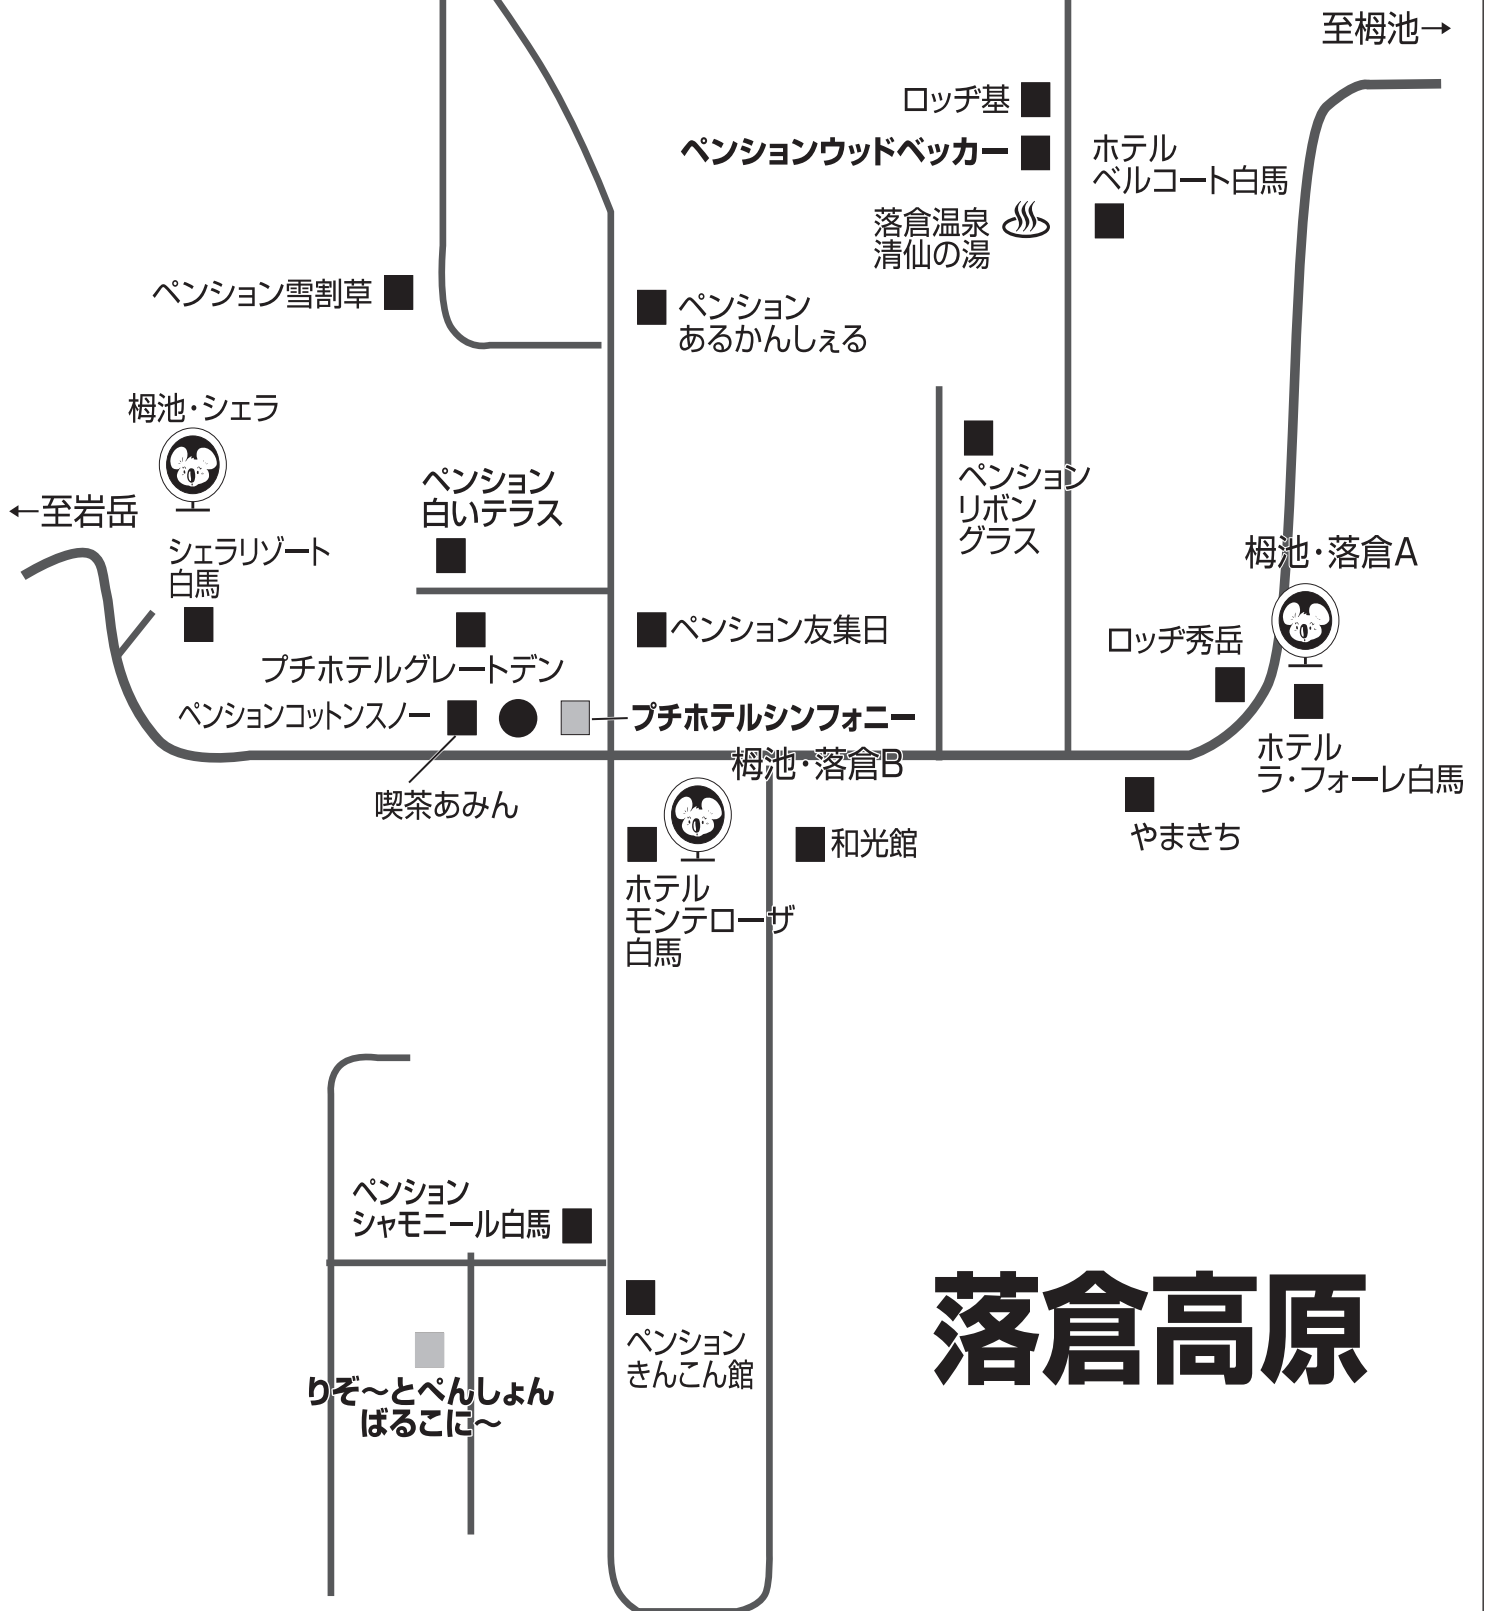 至栂池→
ロッヂ基
ペンションウッドベッカー
ホテル
ベルコート白馬
落倉温泉
清仙の湯
ペンション雪割草
ペンション
あるかんしぇる
栂池・シェラ
←至岩岳
ペンション
白いテラス
ペンション
リボン
グラス
シェラリゾート
白馬
栂池・落倉A
ペンション友集日
ロッヂ秀岳
プチホテルグレートデン
ペンションコットンスノー
プチホテルシンフォニー
栂池・落倉B
ホテル
ラ・フォーレ白馬
喫茶あみん
和光館
やまきち
ホテル
モンテローザ
白馬
ペンション
シャモニール白馬
ペンション
きんこん館
りぞ〜とぺんしょん
ばるこに〜
落倉高原